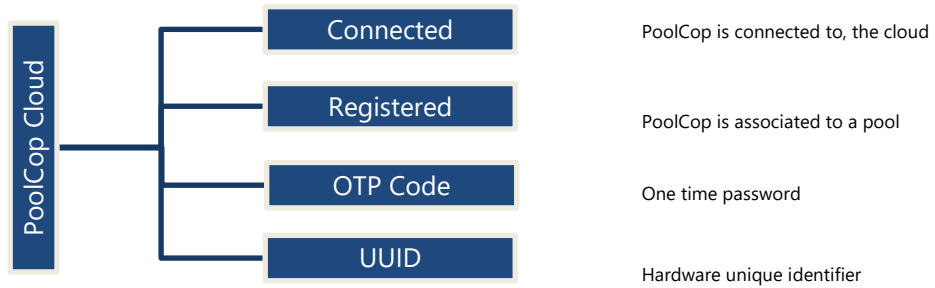 PoolCop Cloud
Connected
PoolCop is connected to, the cloud
Registered
PoolCop is associated to a pool
OTP Code
One time password
UUID
Hardware unique identifier